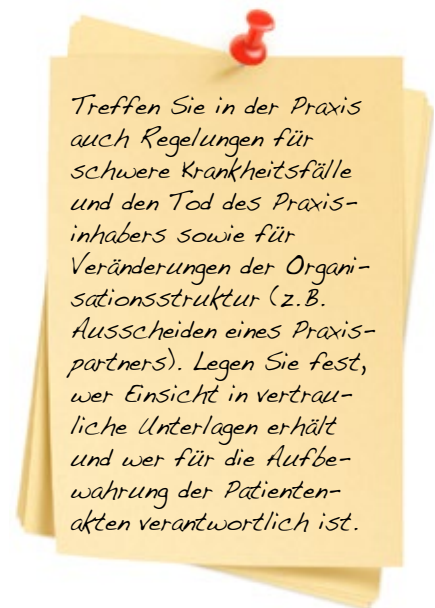 Treffen Sie in der Praxis
auch Regelungen für
schwere Krankheitsfälle
und den Tod des Praxis-
inhabers sowie für
Veränderungen der Organi-
sationsstruktur (z.B.
Ausscheiden eines Praxis-
partners). Legen Sie fest,
wer Einsicht in vertrau-
liche Unterlagen erhält
und wer für die Aufbe-
wahrung der Patienten-
akten verantwortlich ist.